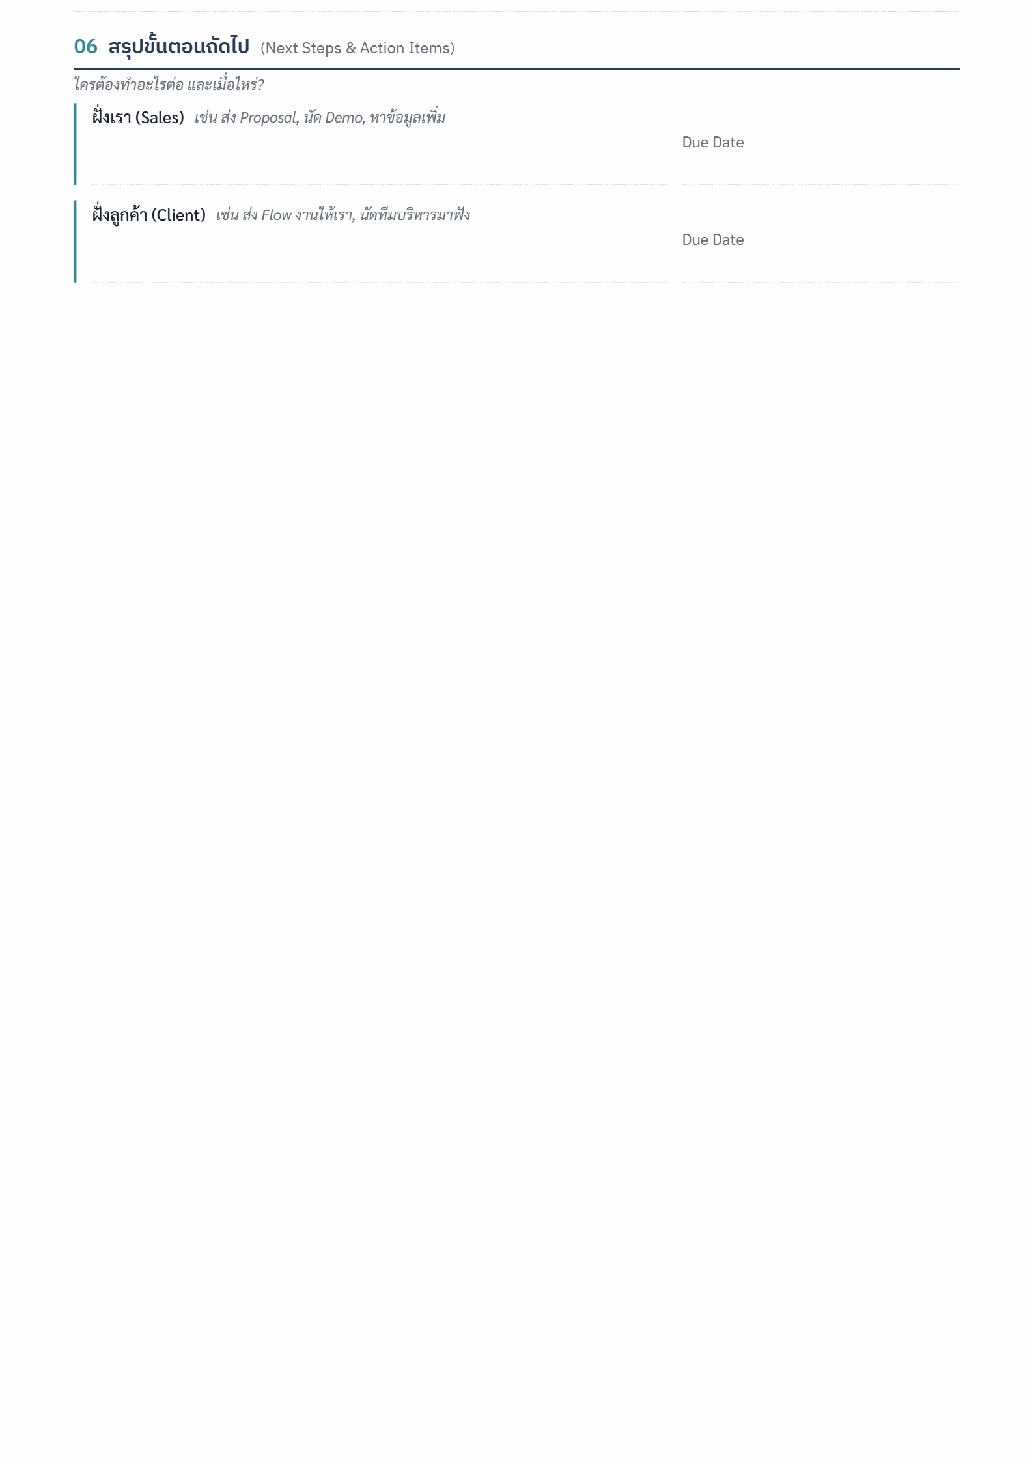 06 สรุปขั้นตอนถัดไป (Next Steps & Action Items)
ใครต้องทำอะไรต่อ และเมื่อไหร่?
ฝั่งเรา (Sales) เช่น ส่ง Proposal, นัด Demo, หาข้อมูลเพิ่ม
Due Date
ฝั่งลูกค้า (Client) เช่น ส่ง Flow งานให้เรา, นัดทีมบริหารมาฟัง
Due Date